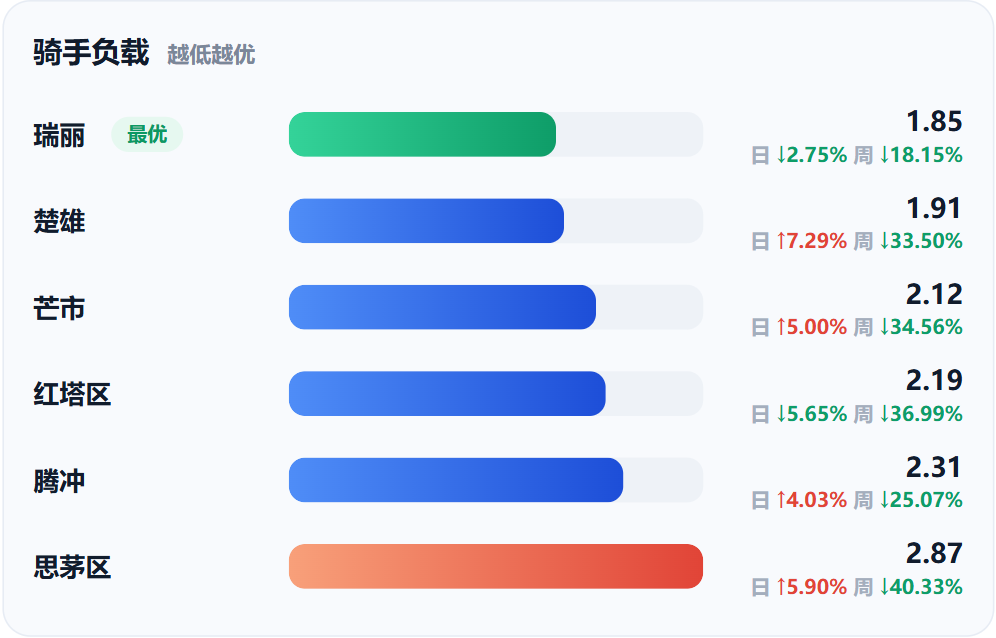 骑手负载 越低越优
瑞丽 最优 1.85
日 ↓2.75% 周 ↓18.15%
楚雄 1.91
日 ↑7.29% 周 ↓33.50%
芒市 2.12
日 ↑5.00% 周 ↓34.56%
红塔区 2.19
日 ↓5.65% 周 ↓36.99%
腾冲 2.31
日 ↑4.03% 周 ↓25.07%
思茅区 2.87
日 ↑5.90% 周 ↓40.33%